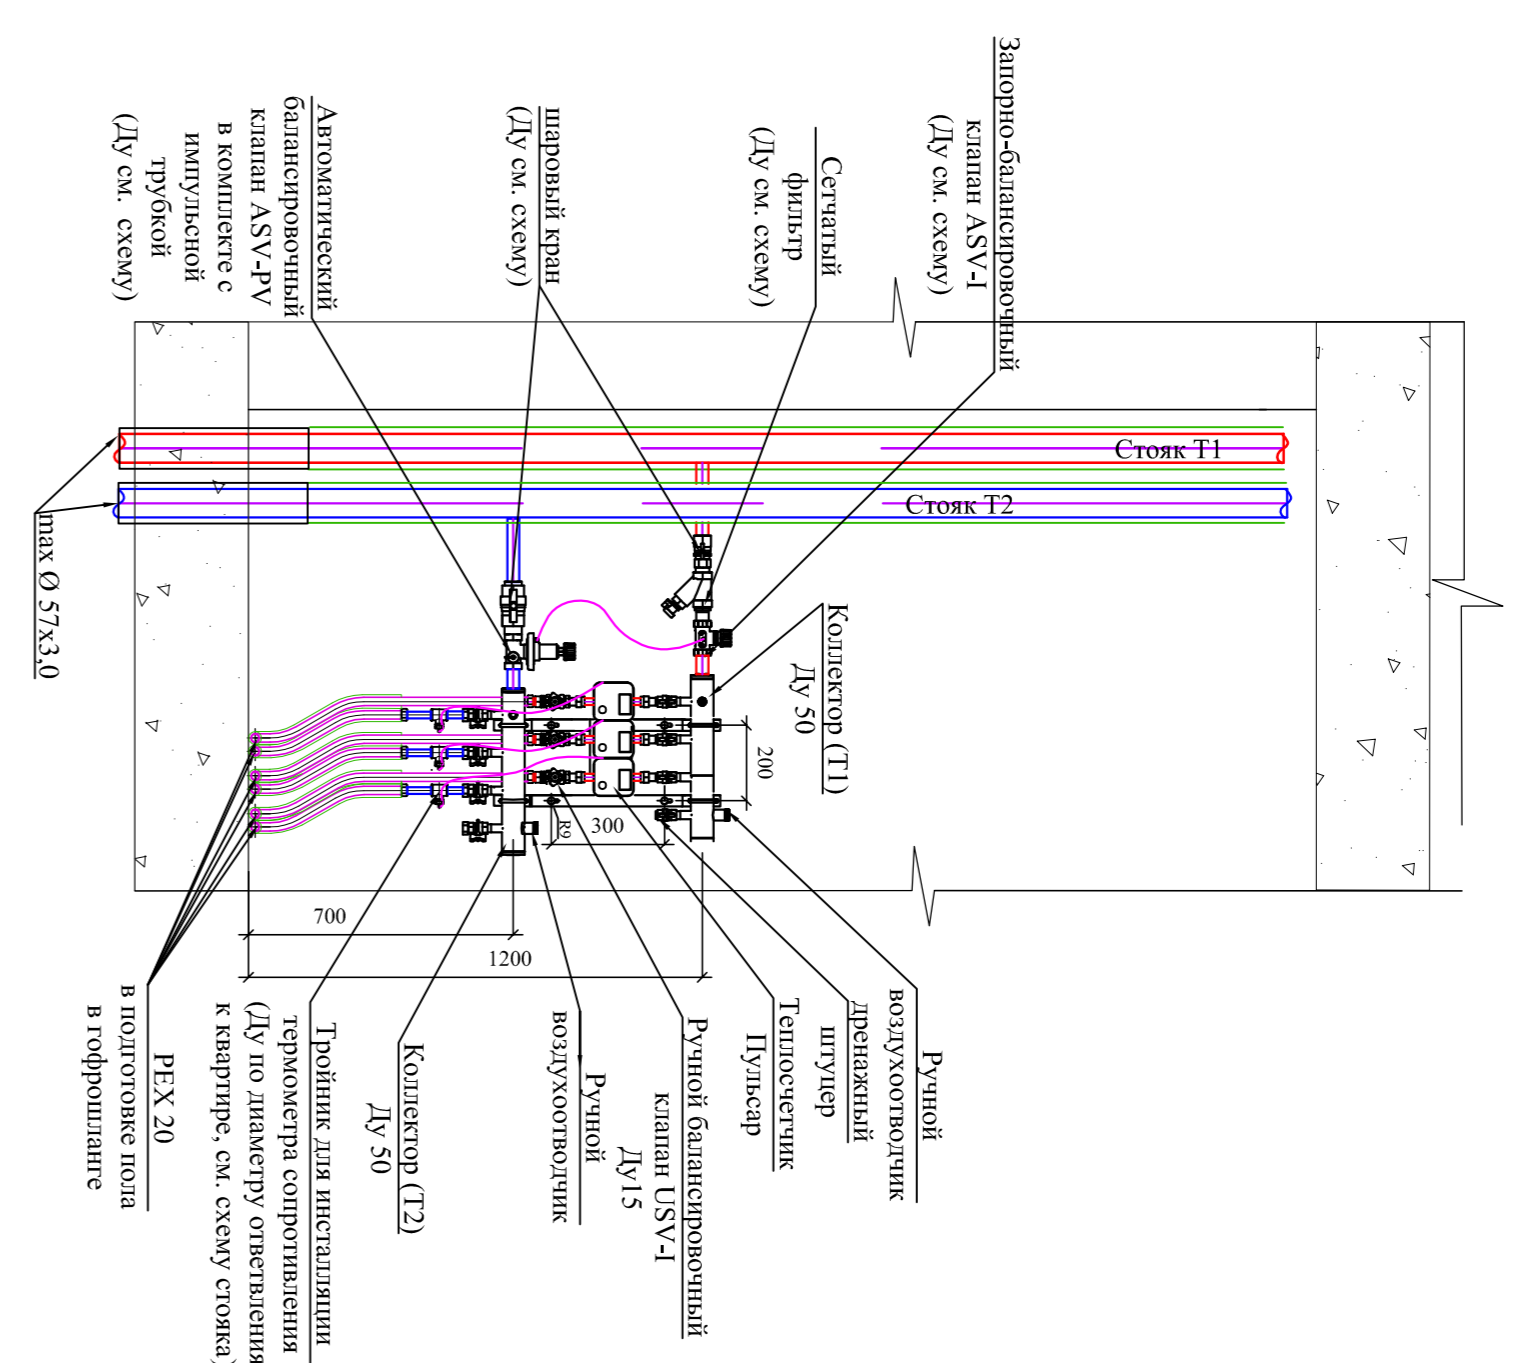 Запорно-балансировочный
клапан ASV-I
(Ду см. схему)
Сетчатый
фильтр
(Ду см. схему)
шаровый кран
(Ду см. схему)
Автоматический
балансировочный
клапан ASV-PV
в комплекте с
импульсной
трубкой
(Ду см. схему)
Стояк Т1
Стояк Т2
max Ø 57x3,0
Коллектор (Т1)
Ду 50
200
300
R9
700
1200
Ручной
воздухоотводчик
дренажный
штуцер
Теплосчетчик
Пульсар
Ручной балансировочный
клапан USV-I
Ду15
Ручной
воздухоотводчик
Коллектор (Т2)
Ду 50
Тройник для инсталляции
термометра сопротивления
(Ду по диаметру ответвления
к квартире, см. схему стояка)
PEX 20
в подготовке пола
в гофрошланге